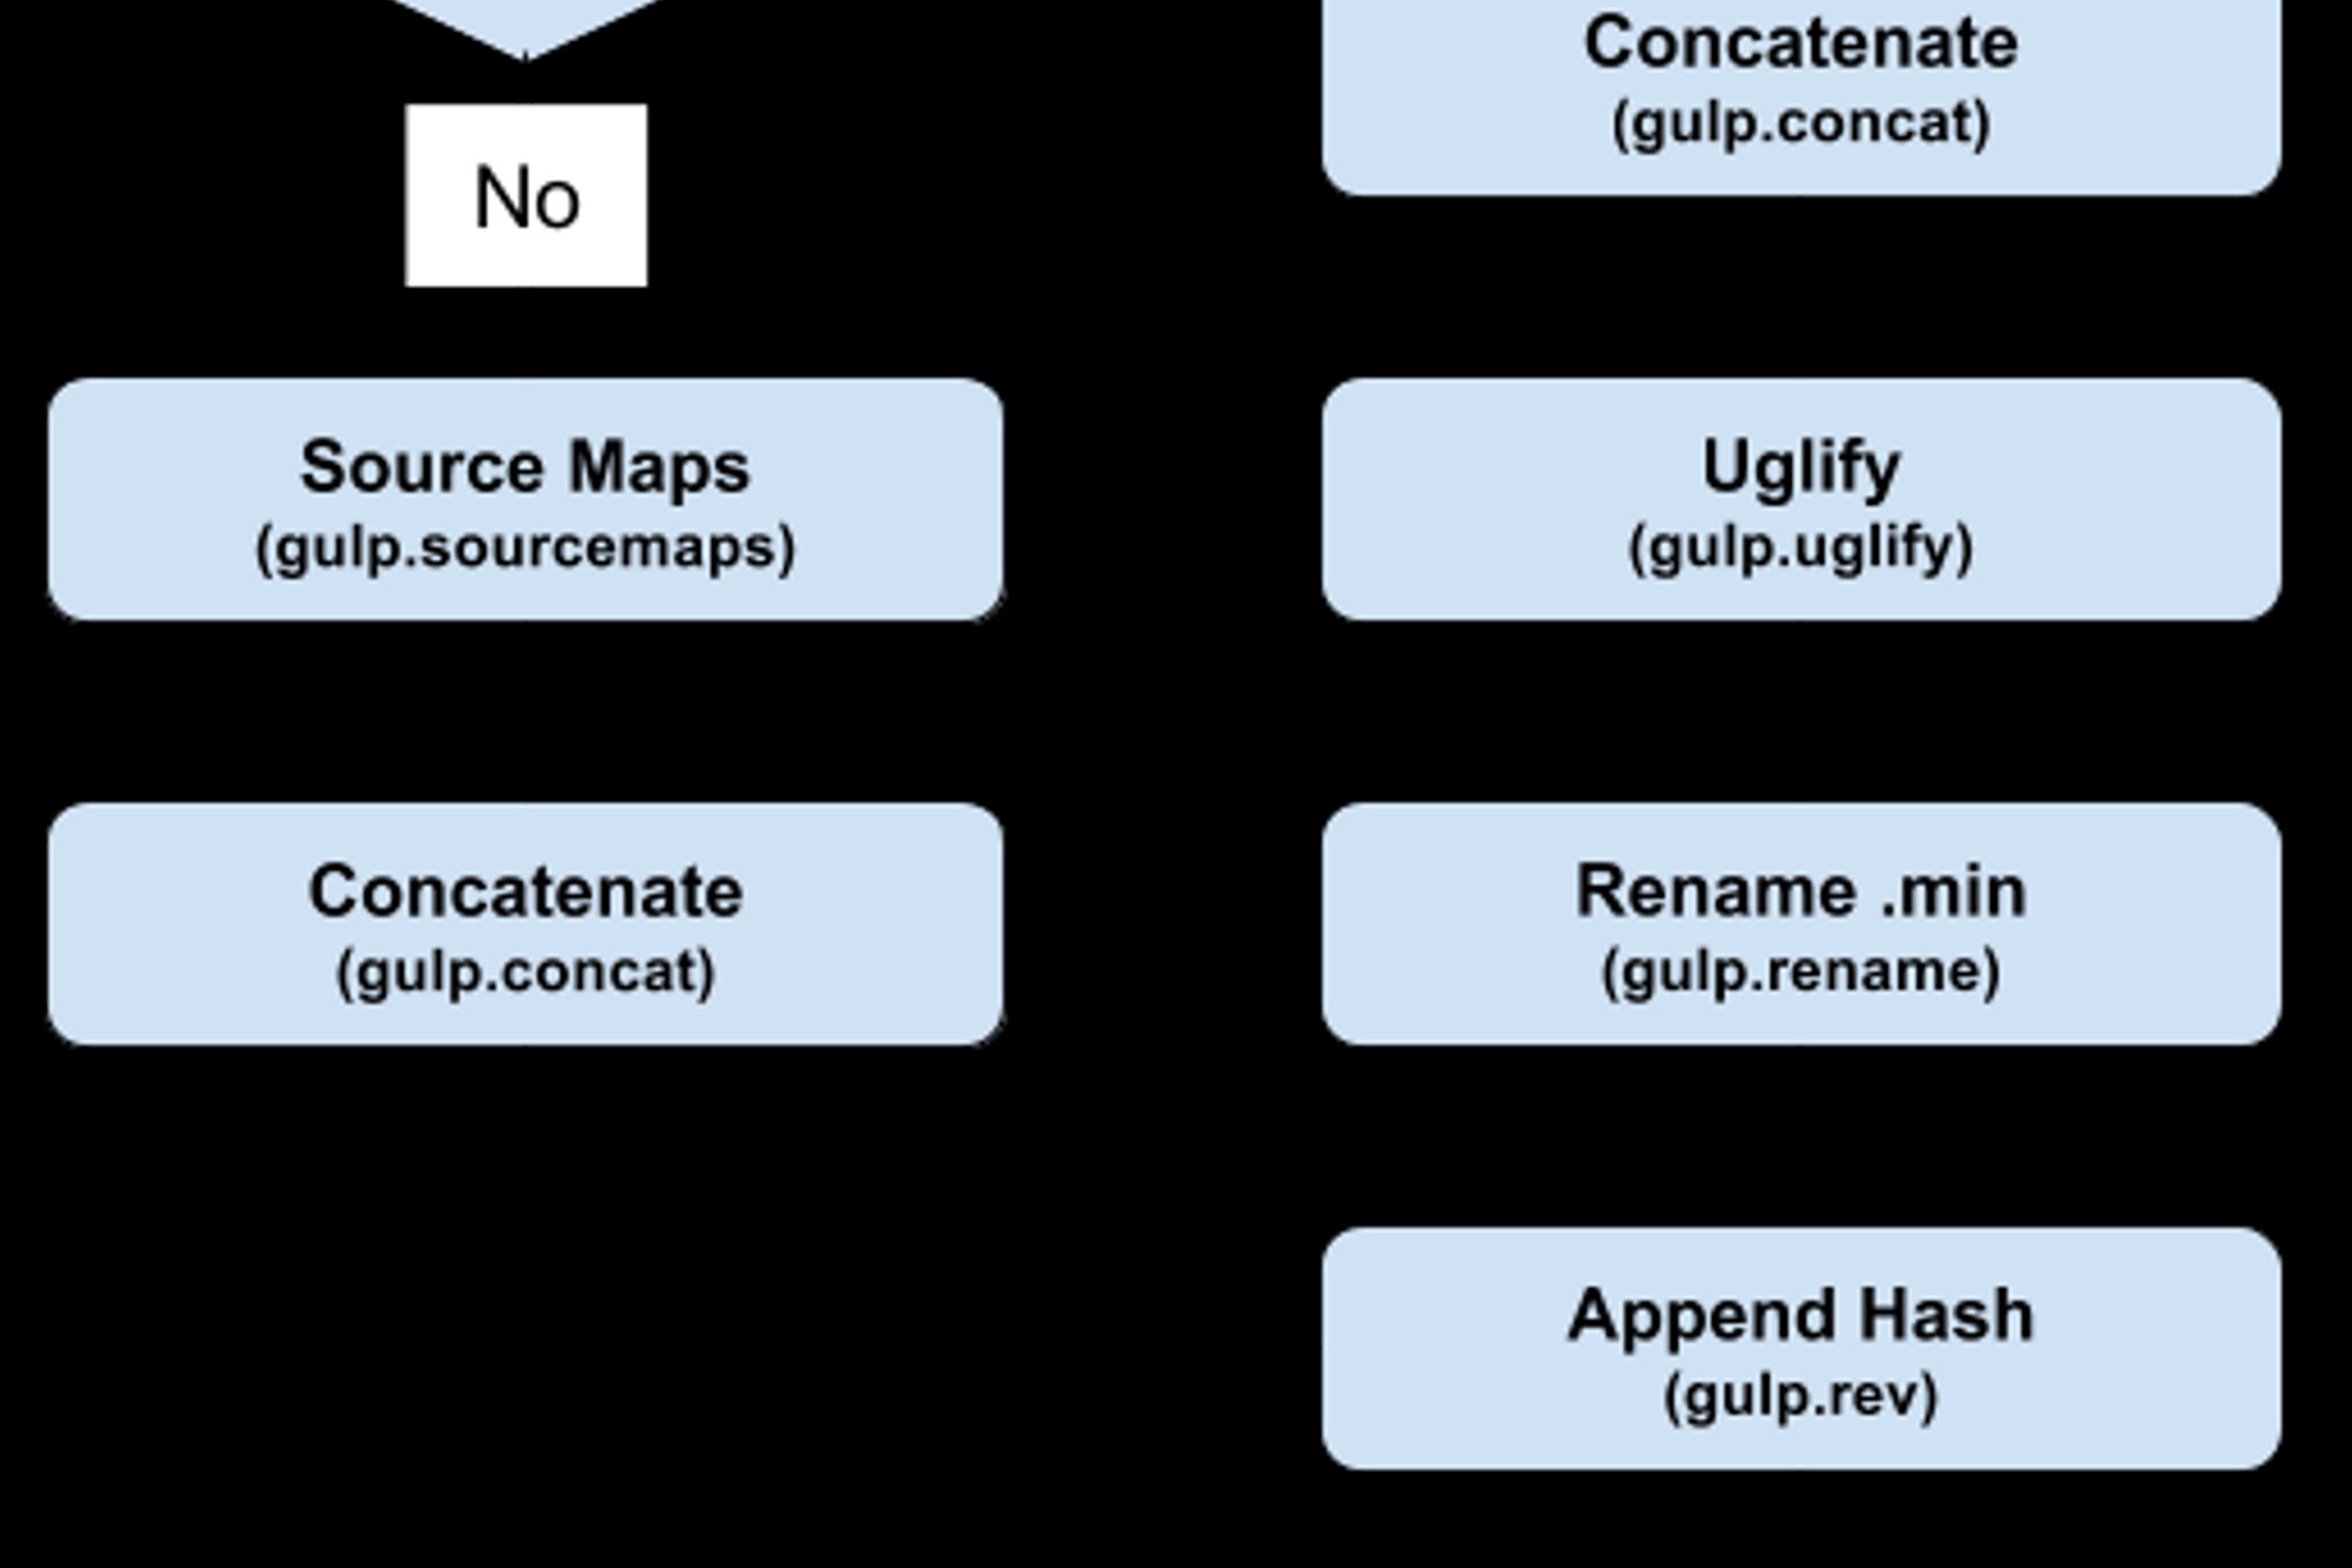 Concatenate
(gulp.concat)
No
Source Maps
(gulp.sourcemaps)
Uglify
(gulp.uglify)
Concatenate
(gulp.concat)
Rename .min
(gulp.rename)
Append Hash
(gulp.rev)